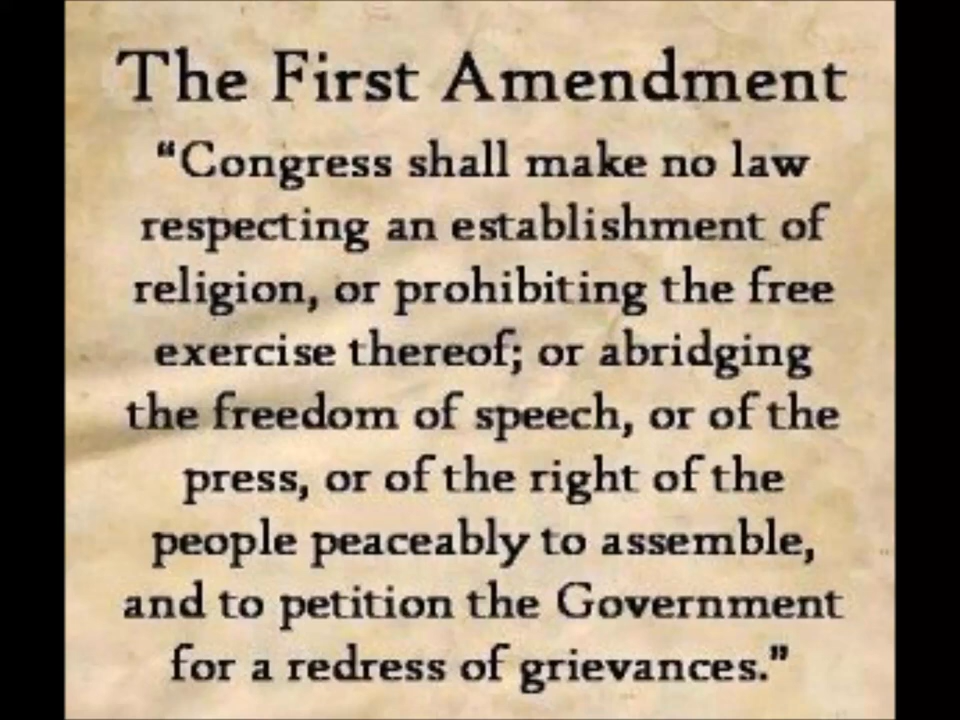 The First Amendment
“Congress shall make no law
respecting an establishment of
religion, or prohibiting the free
exercise thereof; or abridging
the freedom of speech, or of the
press, or of the right of the
people peaceably to assemble,
and to petition the Government
for a redress of grievances.”